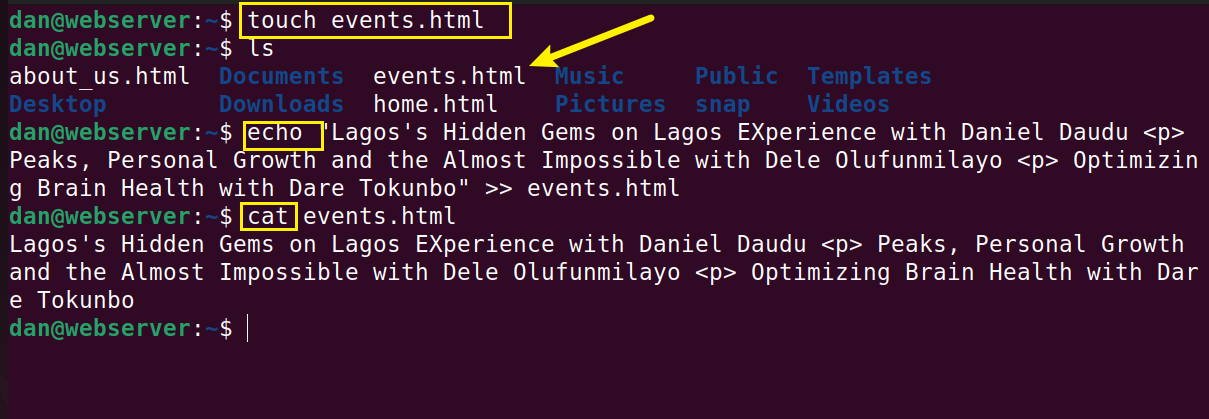 dan@webserver:~$ touch events.html
dan@webserver:~$ ls
about_us.html  Documents  events.html  Music     Public  Templates
Desktop        Downloads  home.html    Pictures  snap    Videos
dan@webserver:~$ echo "Lagos's Hidden Gems on Lagos EXperience with Daniel Daudu <p>
Peaks, Personal Growth and the Almost Impossible with Dele Olufunmilayo <p> Optimizin
g Brain Health with Dare Tokunbo" >> events.html
dan@webserver:~$ cat events.html
Lagos's Hidden Gems on Lagos EXperience with Daniel Daudu <p> Peaks, Personal Growth
and the Almost Impossible with Dele Olufunmilayo <p> Optimizing Brain Health with Dar
e Tokunbo
dan@webserver:~$